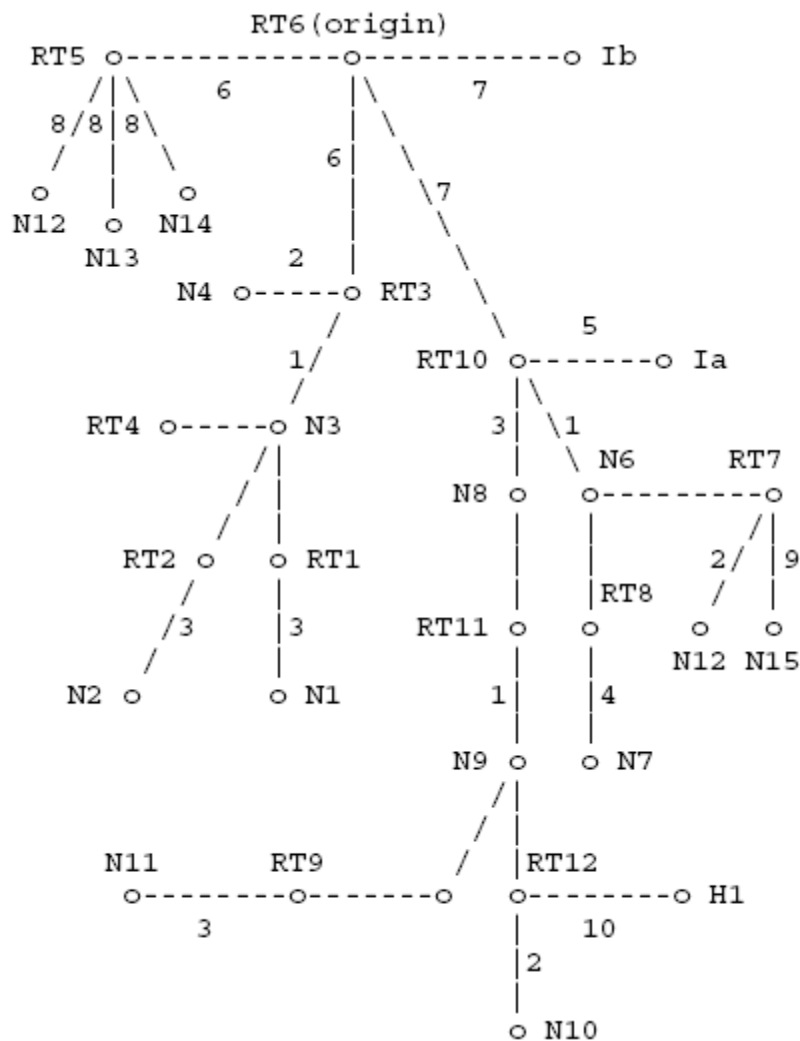 RT6(origin)
RT5 Ib
6 7
8 8 8
6
7
N12 N14
N13
2
N4 RT3
5
1
RT10 Ia
RT4 N3 3 1
N6 RT7
N8
RT2 RT1 2 9
RT8
3 3 RT11
N12 N15
N2 N1 1 4
N9 N7
N11 RT9 RT12
H1
3 10
2
N10